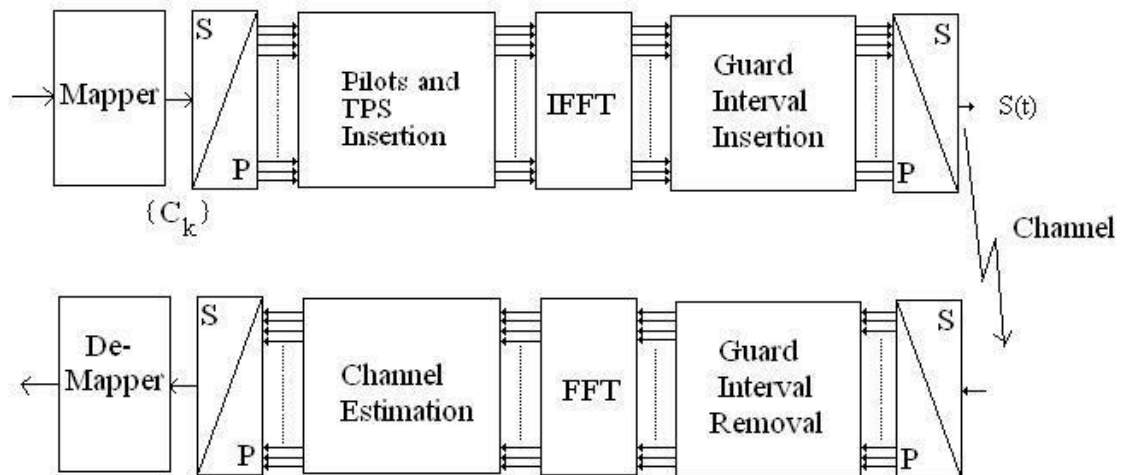 S
Mapper
P
{C_k}
Pilots and
TPS
Insertion
IFFT
Guard
Interval
Insertion
S
P
S(t)
Channel
De-
Mapper
S
P
Channel
Estimation
FFT
Guard
Interval
Removal
S
P